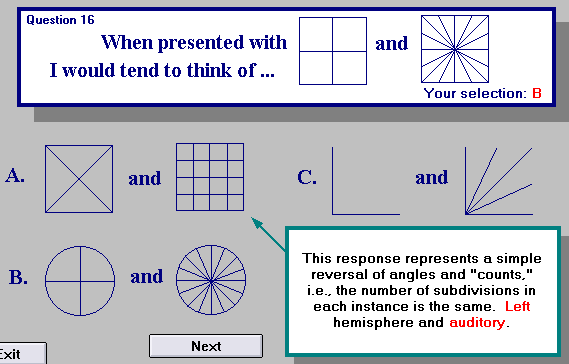 Question 16
When presented with and
I would tend to think of ...
Your selection: B
A. and
C. and
B. and
This response represents a simple
reversal of angles and "counts,"
i.e., the number of subdivisions in
each instance is the same. Left
hemisphere and auditory.
Exit
Next